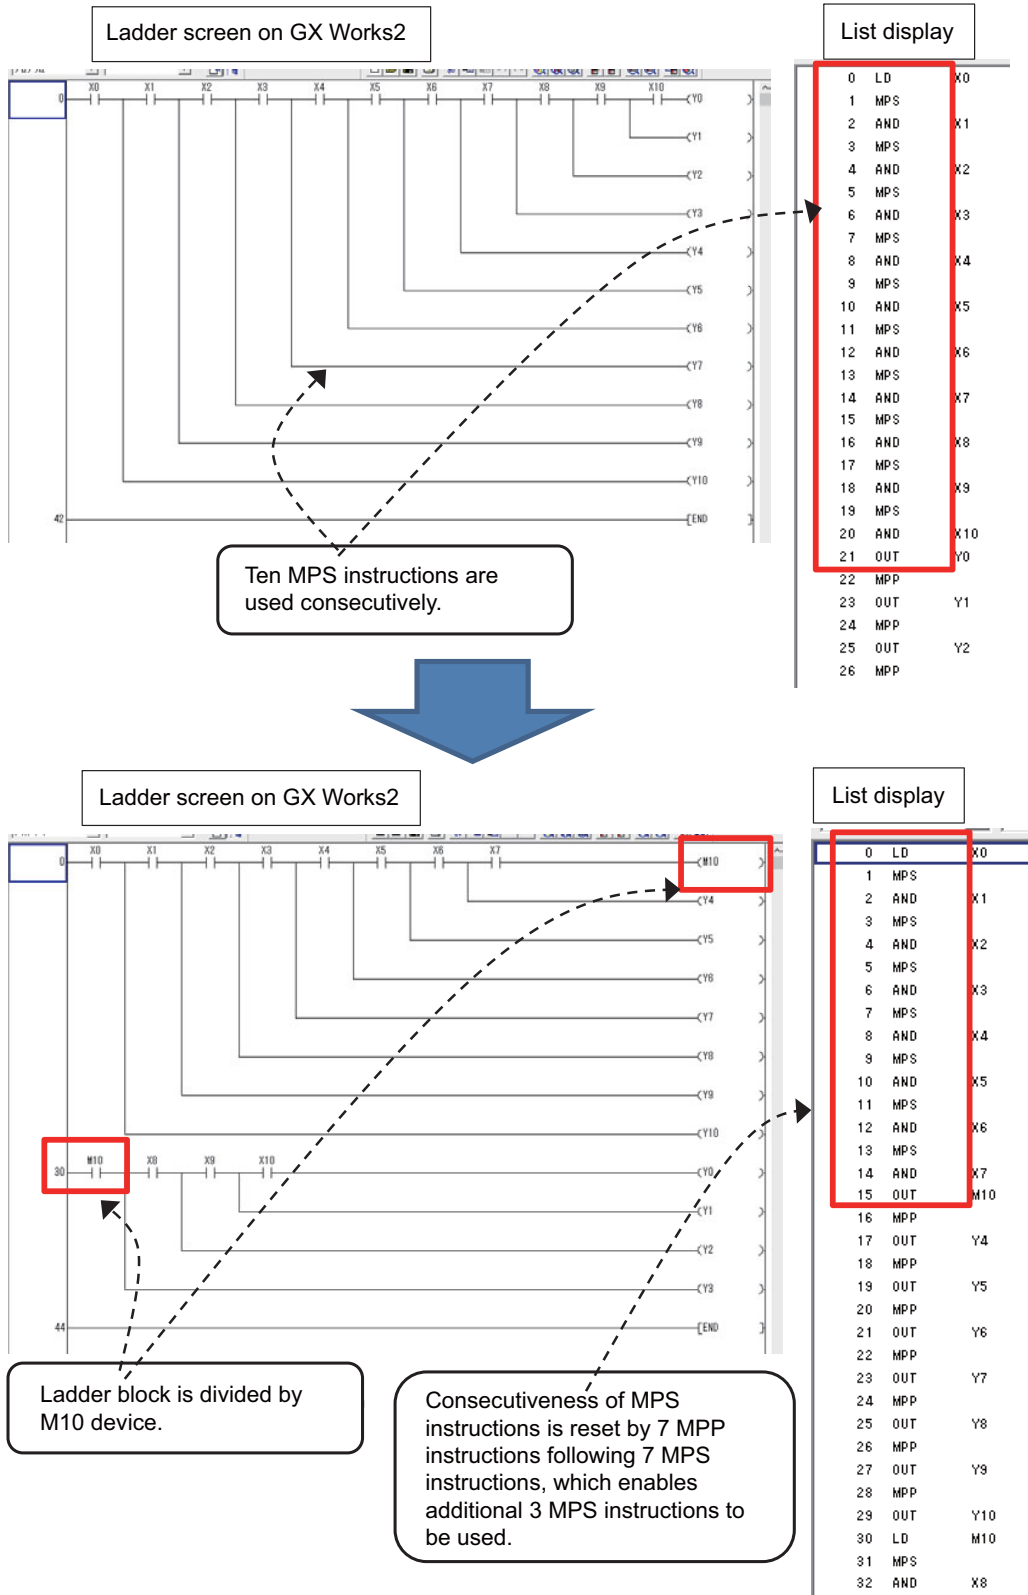 Ladder screen on GX Works2
List display
X0 X1 X2 X3 X4 X5 X6 X7 X8 X9 X10
0 Y0
Y1
Y2
Y3
Y4
Y5
Y6
Y7
Y8
Y9
Y10
42 END
Ten MPS instructions are
used consecutively.
0 LD X0
1 MPS
2 AND X1
3 MPS
4 AND X2
5 MPS
6 AND X3
7 MPS
8 AND X4
9 MPS
10 AND X5
11 MPS
12 AND X6
13 MPS
14 AND X7
15 MPS
16 AND X8
17 MPS
18 AND X9
19 MPS
20 AND X10
21 OUT Y0
22 MPP
23 OUT Y1
24 MPP
25 OUT Y2
26 MPP
Ladder screen on GX Works2
List display
X0 X1 X2 X3 X4 X5 X6 X7
0 M10
Y4
Y5
Y6
Y7
Y8
Y9
Y10
M10 X8 X9 X10
30 Y0
Y1
Y2
Y3
44 END
Ladder block is divided by
M10 device.
Consecutiveness of MPS
instructions is reset by 7 MPP
instructions following 7 MPS
instructions, which enables
additional 3 MPS instructions to
be used.
0 LD X0
1 MPS
2 AND X1
3 MPS
4 AND X2
5 MPS
6 AND X3
7 MPS
8 AND X4
9 MPS
10 AND X5
11 MPS
12 AND X6
13 MPS
14 AND X7
15 OUT M10
16 MPP
17 OUT Y4
18 MPP
19 OUT Y5
20 MPP
21 OUT Y6
22 MPP
23 OUT Y7
24 MPP
25 OUT Y8
26 MPP
27 OUT Y9
28 MPP
29 OUT Y10
30 LD M10
31 MPS
32 AND X8